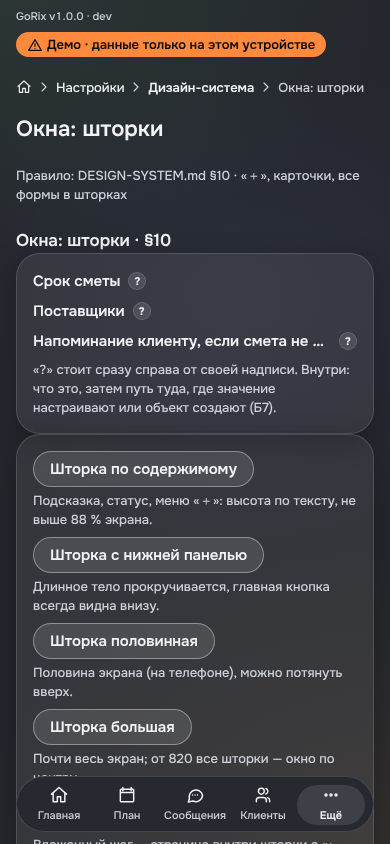 GoRix v1.0.0 · dev
Демо · данные только на этом устройстве
Настройки > Дизайн-система > Окна: шторки
Окна: шторки
Правило: DESIGN-SYSTEM.md §10 · «+», карточки, все
формы в шторках
Окна: шторки · §10
Срок сметы ?
Поставщики ?
Напоминание клиенту, если смета не ... ?
«?» стоит сразу справа от своей надписи. Внутри:
что это, затем путь туда, где значение
настраивают или объект создают (Б7).
Шторка по содержимому
Подсказка, статус, меню «+»: высота по тексту, не
выше 88 % экрана.
Шторка с нижней панелью
Длинное тело прокручивается, главная кнопка
всегда видна внизу.
Шторка половинная
Половина экрана (на телефоне), можно потянуть
вверх.
Шторка большая
Почти весь экран; от 820 все шторки — окно по
Главная
План
Сообщения
Клиенты
Ещё